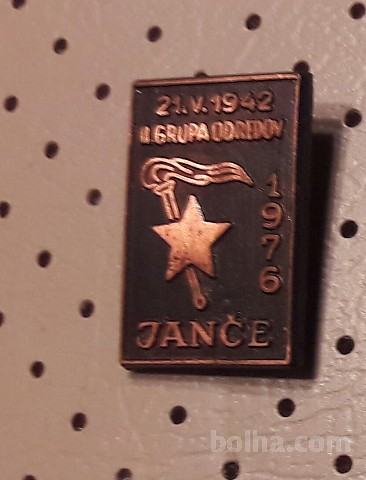 21.V.1942
II.GRUPA ODREDOV
1976
JANČE
bolha.com